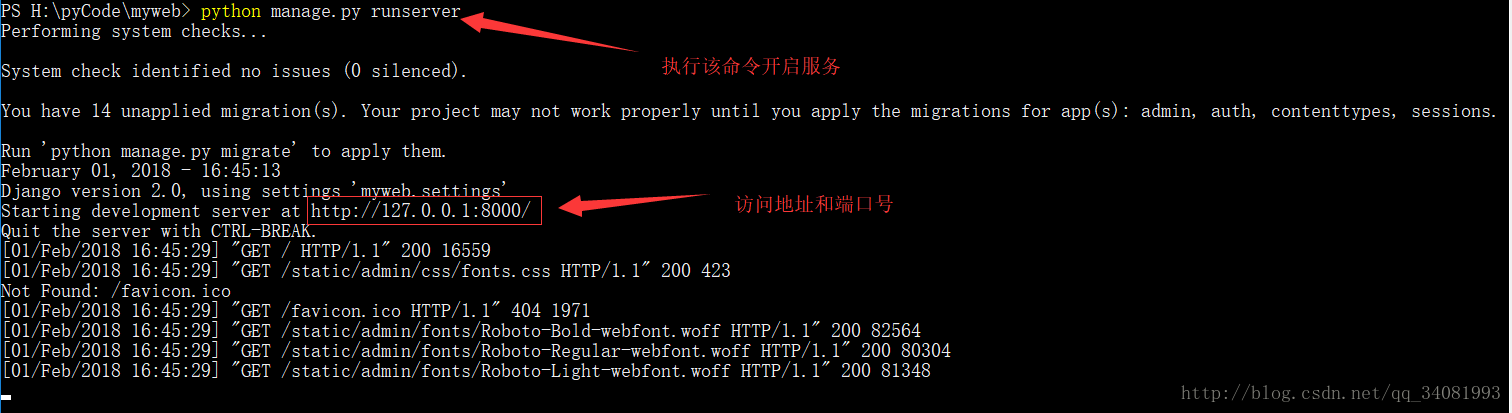 PS H:\pyCode\myweb> python manage.py runserver
Performing system checks...
执行该命令开启服务
System check identified no issues (0 silenced).
You have 14 unapplied migration(s). Your project may not work properly until you apply the migrations for app(s): admin, auth, contenttypes, sessions.
Run 'python manage.py migrate' to apply them.
February 01, 2018 - 16:45:13
Django version 2.0, using settings 'myweb.settings'
Starting development server at http://127.0.0.1:8000/
访问地址和端口号
Quit the server with CTRL-BREAK.
[01/Feb/2018 16:45:29] "GET / HTTP/1.1" 200 16559
[01/Feb/2018 16:45:29] "GET /static/admin/css/fonts.css HTTP/1.1" 200 423
Not Found: /favicon.ico
[01/Feb/2018 16:45:29] "GET /favicon.ico HTTP/1.1" 404 1971
[01/Feb/2018 16:45:29] "GET /static/admin/fonts/Roboto-Bold-webfont.woff HTTP/1.1" 200 82564
[01/Feb/2018 16:45:29] "GET /static/admin/fonts/Roboto-Regular-webfont.woff HTTP/1.1" 200 80304
[01/Feb/2018 16:45:29] "GET /static/admin/fonts/Roboto-Light-webfont.woff HTTP/1.1" 200 81348
http://blog.csdn.net/qq_34081993